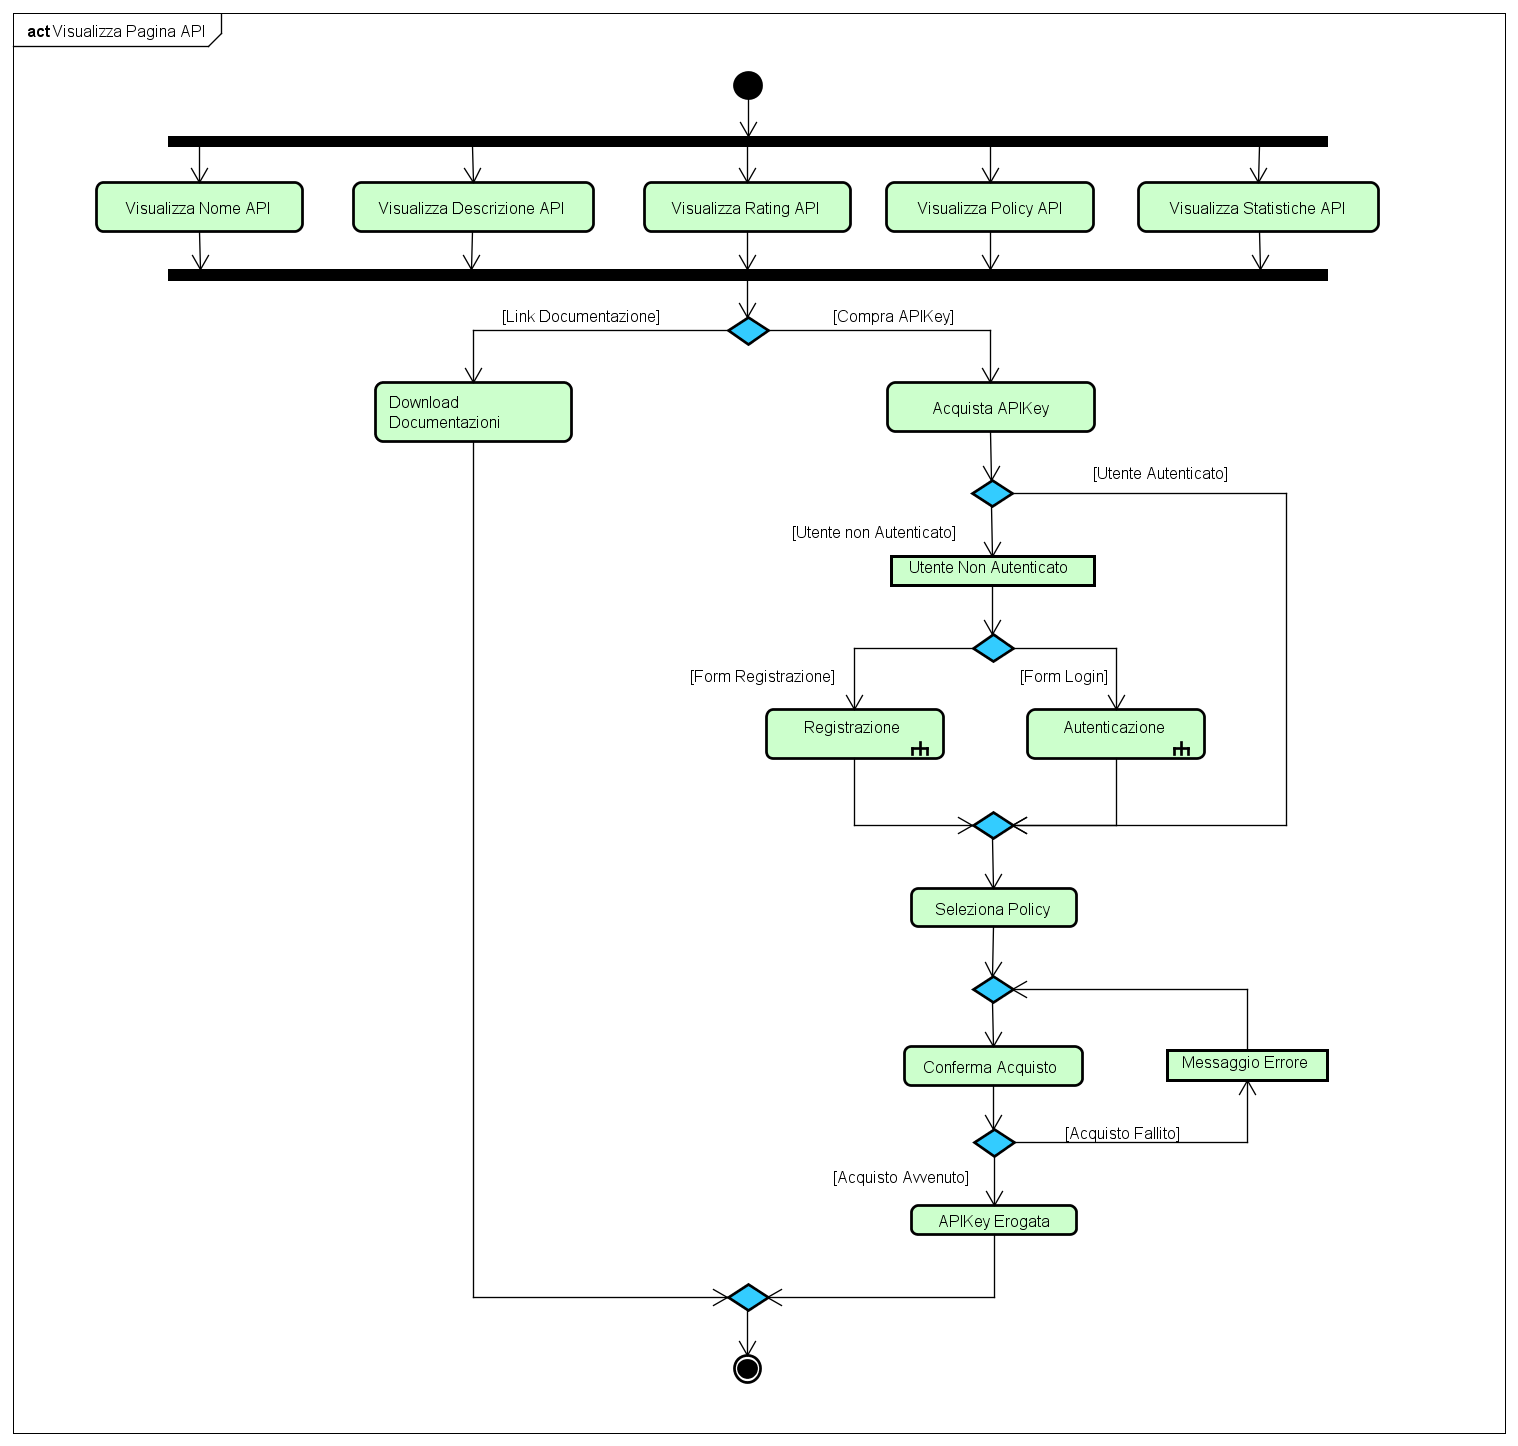 act Visualizza Pagina API
Visualizza Nome API
Visualizza Descrizione API
Visualizza Rating API
Visualizza Policy API
Visualizza Statistiche API
[Link Documentazione]
[Compra APIKey]
Download
Documentazioni
Acquista APIKey
[Utente Autenticato]
[Utente non Autenticato]
Utente Non Autenticato
[Form Registrazione]
[Form Login]
Registrazione
Autenticazione
Seleziona Policy
Conferma Acquisto
Messaggio Errore
[Acquisto Fallito]
[Acquisto Avvenuto]
APIKey Erogata